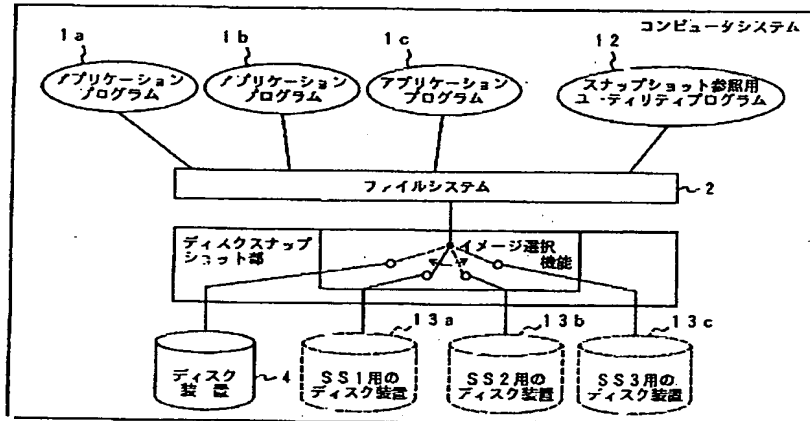 コンピュータシステム
1a
1b
1c
12
アプリケーション
プログラム
アプリケーション
プログラム
アプリケーション
プログラム
スナップショット参照用
ユーティリティプログラム
ファイルシステム
2
ディスクスナップ
ショット部
イメージ選択
機能
13a
13b
13c
ディスク
装置
4
SS1用の
ディスク装置
SS2用の
ディスク装置
SS3用の
ディスク装置